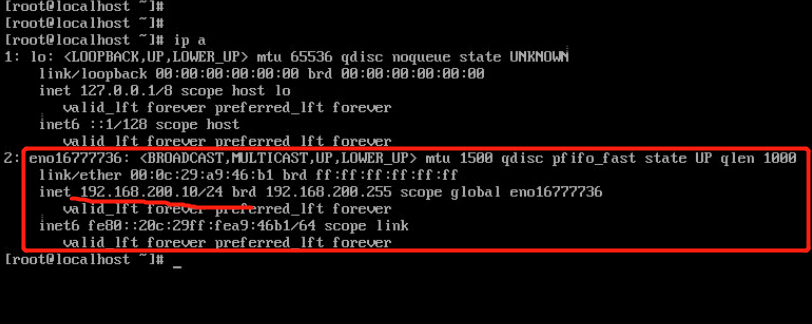 [root@localhost ~]#
[root@localhost ~]#
[root@localhost ~]# ip a
1: lo: <LOOPBACK,UP,LOWER_UP> mtu 65536 qdisc noqueue state UNKNOWN
link/loopback 00:00:00:00:00:00 brd 00:00:00:00:00:00
inet 127.0.0.1/8 scope host lo
valid_lft forever preferred_lft forever
inet6 ::1/128 scope host
valid_lft forever preferred_lft forever
2: eno16777736: <BROADCAST,MULTICAST,UP,LOWER_UP> mtu 1500 qdisc pfifo_fast state UP qlen 1000
link/ether 00:0c:29:a9:46:b1 brd ff:ff:ff:ff:ff:ff
inet 192.168.200.10/24 brd 192.168.200.255 scope global eno16777736
valid_lft forever preferred_lft forever
inet6 fe80::20c:29ff:fea9:46b1/64 scope link
valid_lft forever preferred_lft forever
[root@localhost ~]# _